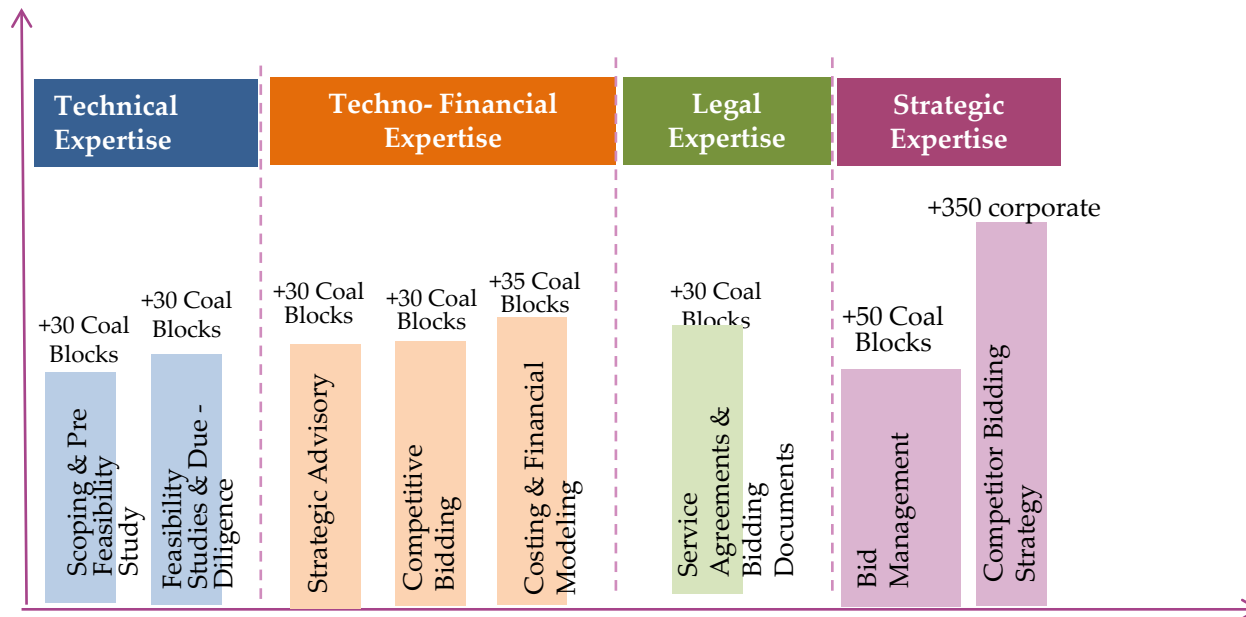 Technical
Expertise
Techno- Financial
Expertise
Legal
Expertise
Strategic
Expertise
+30 Coal
Blocks
+30 Coal
Blocks
+30 Coal
Blocks
+30 Coal
Blocks
+35 Coal
Blocks
+30 Coal
Blocks
+50 Coal
Blocks
+350 corporate
Scoping & Pre
Feasibility
Study
Feasibility
Studies & Due -
Diligence
Strategic Advisory
Competitive
Bidding
Costing & Financial
Modeling
Service
Agreements &
Bidding
Documents
Bid
Management
Competitor Bidding
Strategy